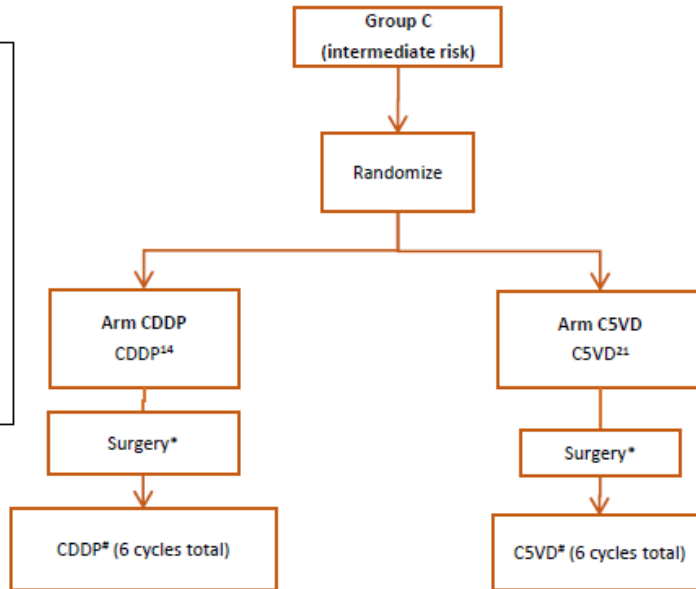 Group C
(intermediate risk)
Randomize
Arm CDDP
CDDP¹⁴
Arm C5VD
C5VD²¹
Surgery*
Surgery*
CDDP# (6 cycles total)
C5VD# (6 cycles total)